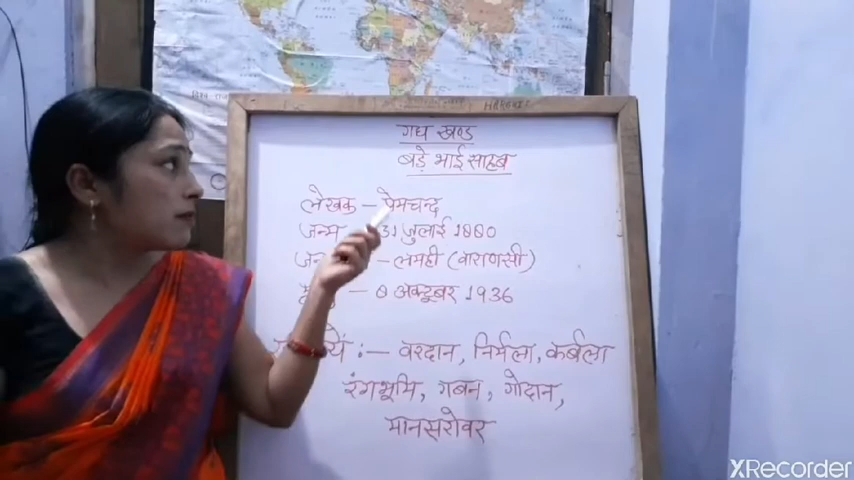 गद्य खण्ड
बड़े भाई साहब
लेखक – प्रेमचन्द
जन्म – 31 जुलाई 1880
– लमही (वाराणसी)
8 अक्टूबर 1936
:— वरदान, निर्मला, कर्बला
रंगभूमि, गबन, गोदान,
मानसरोवर
XRecorder